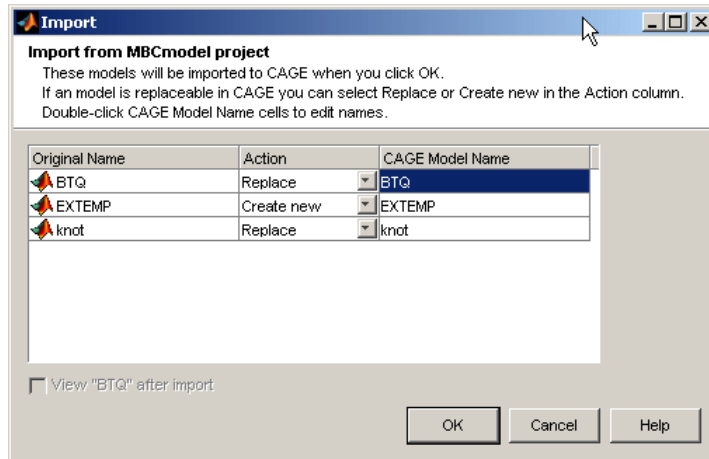 Import
Import from MBCmodel project
These models will be imported to CAGE when you click OK.
If an model is replaceable in CAGE you can select Replace or Create new in the Action column.
Double-click CAGE Model Name cells to edit names.
Original Name Action CAGE Model Name
BTQ Replace BTQ
EXTEMP Create new EXTEMP
knot Replace knot
View "BTQ" after import
OK Cancel Help